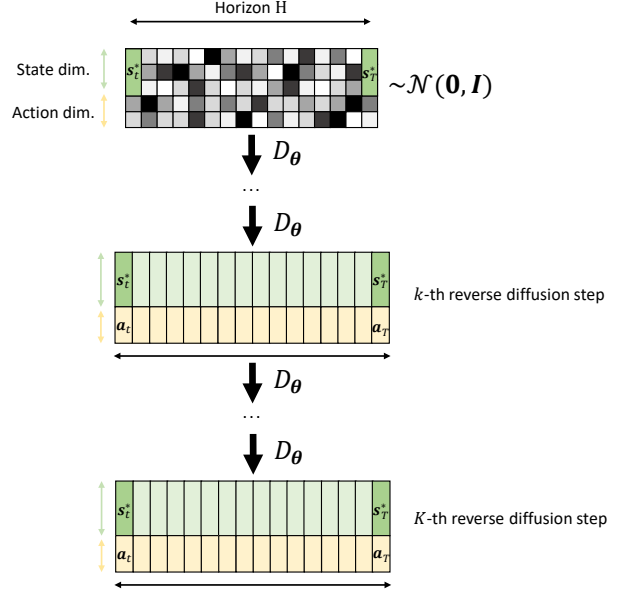 Horizon H
State dim.
s*t
s*T
~𝒩(0, I)
Action dim.
Dθ
...
Dθ
s*t
s*T
k-th reverse diffusion step
at
aT
Dθ
...
Dθ
s*t
s*T
K-th reverse diffusion step
at
aT